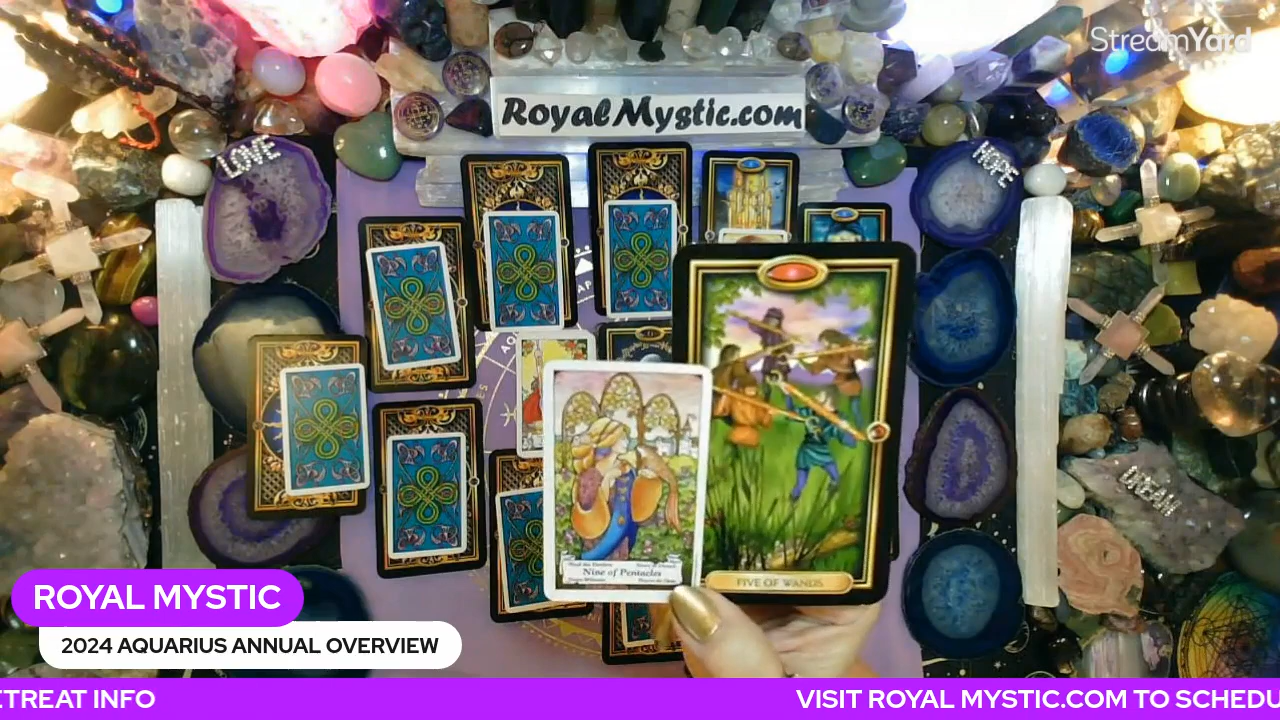 StreamYard
RoyalMystic.com
LOVE
HOPE
DREAM
Nine of Pentacles
FIVE OF WANDS
ROYAL MYSTIC
2024 AQUARIUS ANNUAL OVERVIEW
ETREAT INFO
VISIT ROYAL MYSTIC.COM TO SCHEDU